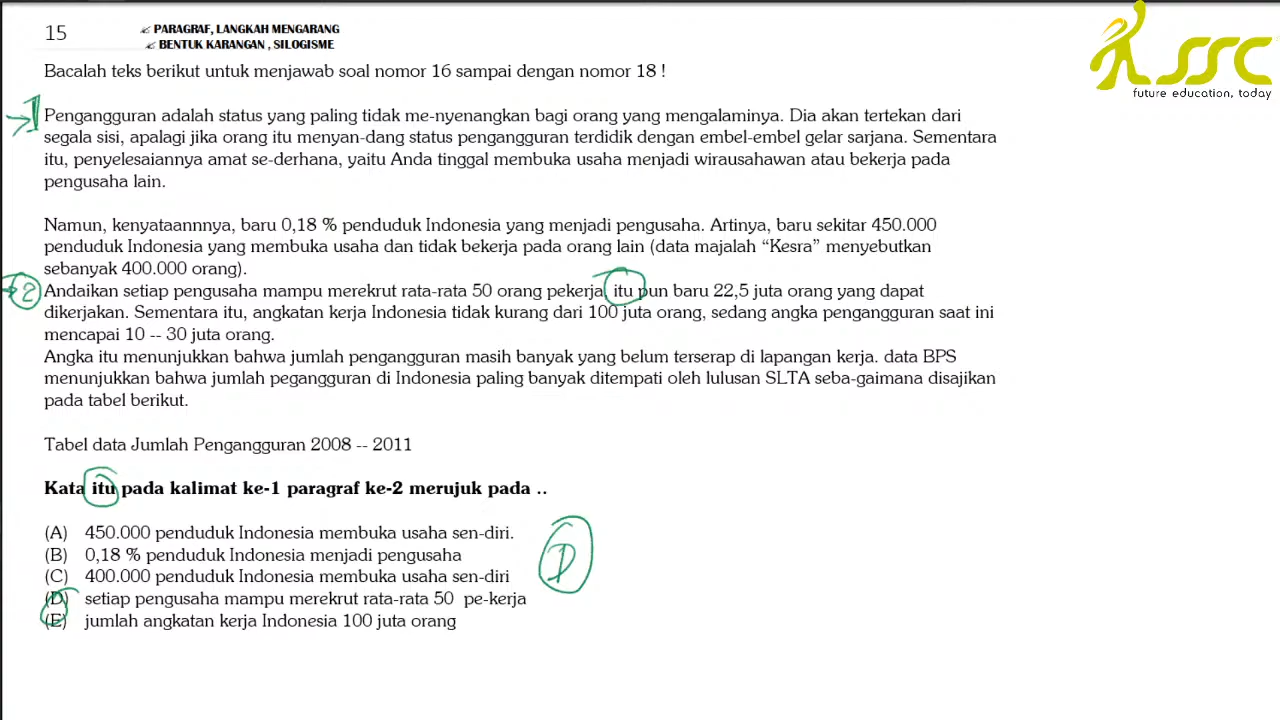 15
PARAGRAF, LANGKAH MENGARANG
BENTUK KARANGAN , SILOGISME
SSC
future education, today
Bacalah teks berikut untuk menjawab soal nomor 16 sampai dengan nomor 18 !
1
Pengangguran adalah status yang paling tidak me-nyenangkan bagi orang yang mengalaminya. Dia akan tertekan dari
segala sisi, apalagi jika orang itu menyan-dang status pengangguran terdidik dengan embel-embel gelar sarjana. Sementara
itu, penyelesaiannya amat se-derhana, yaitu Anda tinggal membuka usaha menjadi wirausahawan atau bekerja pada
pengusaha lain.
Namun, kenyataannnya, baru 0,18 % penduduk Indonesia yang menjadi pengusaha. Artinya, baru sekitar 450.000
penduduk Indonesia yang membuka usaha dan tidak bekerja pada orang lain (data majalah “Kesra” menyebutkan
sebanyak 400.000 orang).
2
Andaikan setiap pengusaha mampu merekrut rata-rata 50 orang pekerja, itu pun baru 22,5 juta orang yang dapat
dikerjakan. Sementara itu, angkatan kerja Indonesia tidak kurang dari 100 juta orang, sedang angka pengangguran saat ini
mencapai 10 -- 30 juta orang.
Angka itu menunjukkan bahwa jumlah pengangguran masih banyak yang belum terserap di lapangan kerja. data BPS
menunjukkan bahwa jumlah pegangguran di Indonesia paling banyak ditempati oleh lulusan SLTA seba-gaimana disajikan
pada tabel berikut.
Tabel data Jumlah Pengangguran 2008 -- 2011
Kata itu pada kalimat ke-1 paragraf ke-2 merujuk pada ..
(A) 450.000 penduduk Indonesia membuka usaha sen-diri.
(B) 0,18 % penduduk Indonesia menjadi pengusaha
(C) 400.000 penduduk Indonesia membuka usaha sen-diri
(D) setiap pengusaha mampu merekrut rata-rata 50 pe-kerja
(E) jumlah angkatan kerja Indonesia 100 juta orang
D